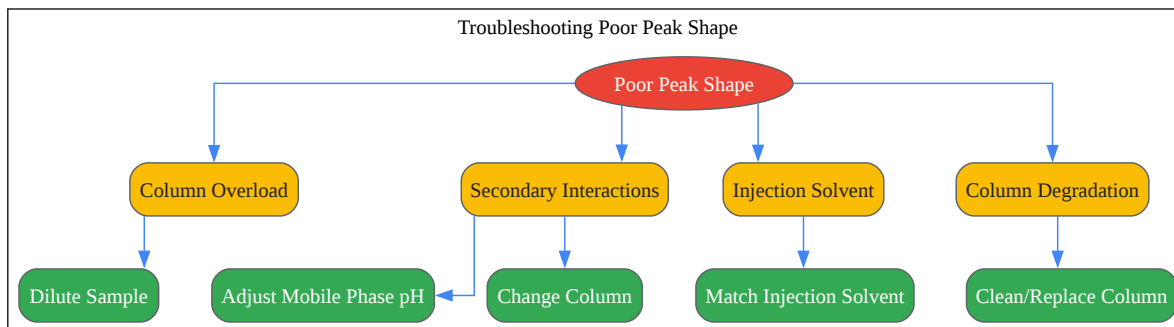 Troubleshooting Poor Peak Shape
Poor Peak Shape
Column Overload
Secondary Interactions
Injection Solvent
Column Degradation
Dilute Sample
Adjust Mobile Phase pH
Change Column
Match Injection Solvent
Clean/Replace Column